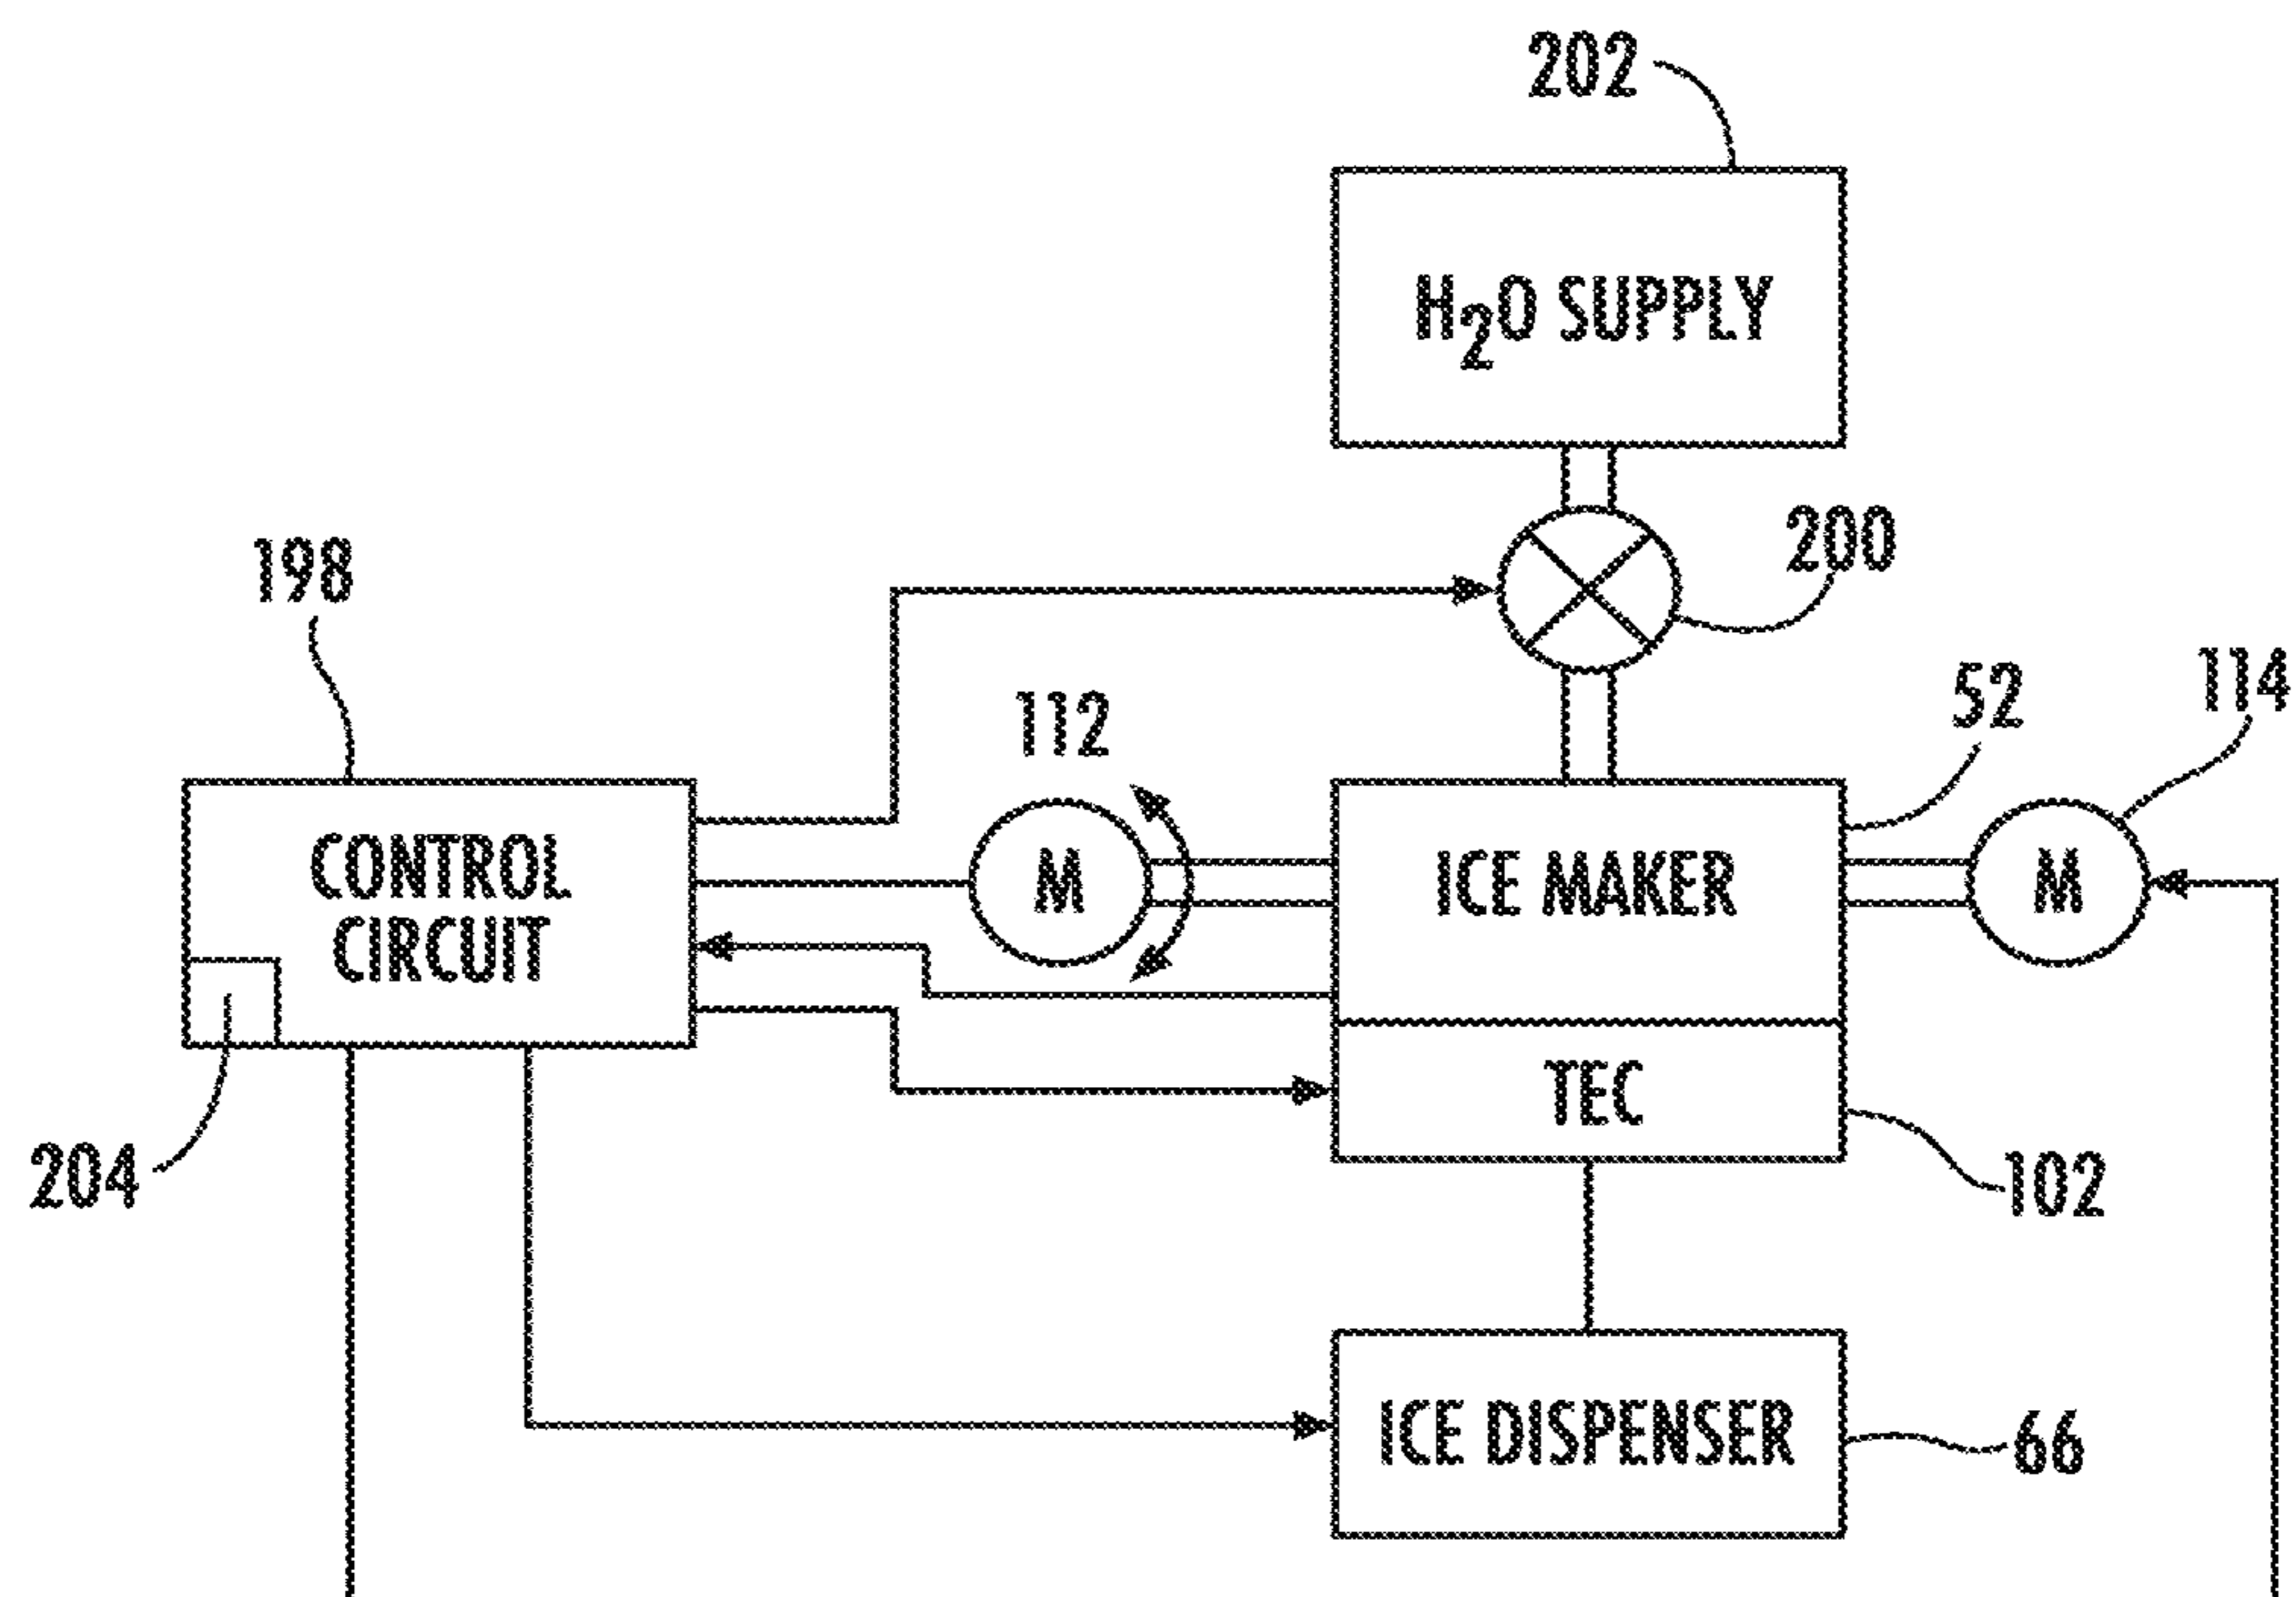 202
H₂O SUPPLY
200
198
52
114
112
CONTROL
CIRCUIT
M
ICE MAKER
M
TEC
204
102
ICE DISPENSER
66